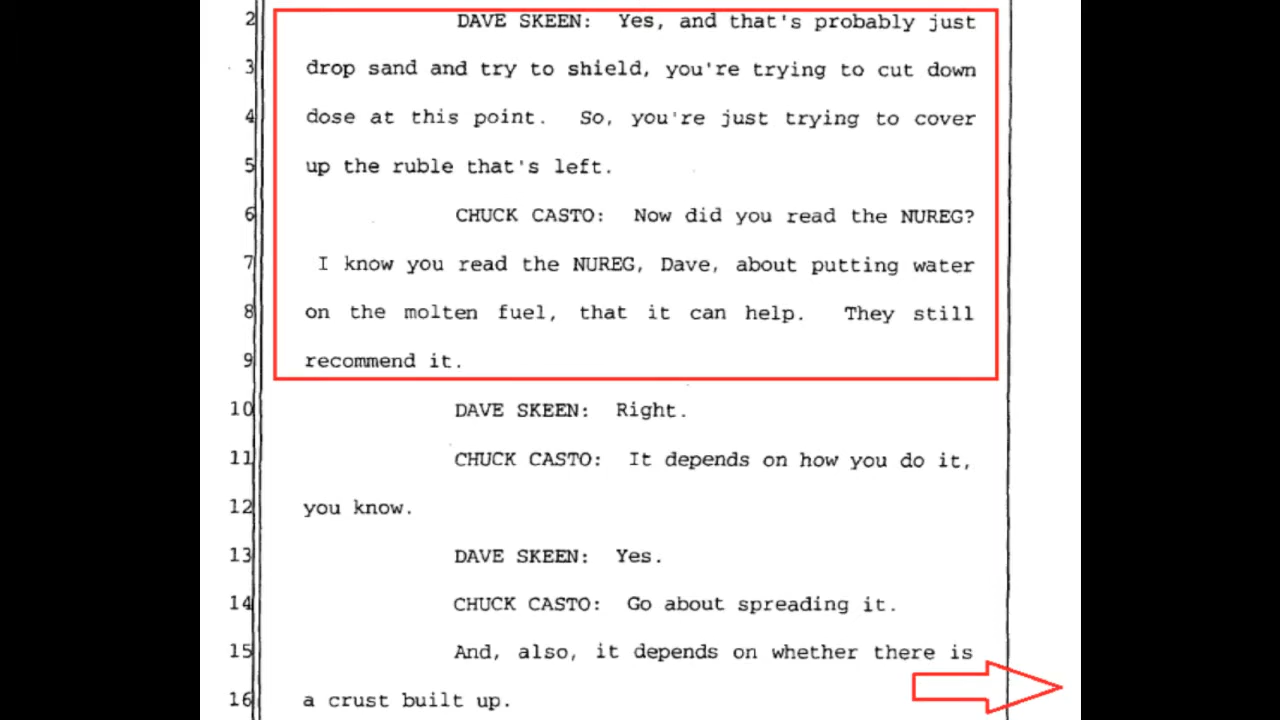 2 DAVE SKEEN: Yes, and that's probably just
3 drop sand and try to shield, you're trying to cut down
4 dose at this point. So, you're just trying to cover
5 up the ruble that's left.
6 CHUCK CASTO: Now did you read the NUREG?
7 I know you read the NUREG, Dave, about putting water
8 on the molten fuel, that it can help. They still
9 recommend it.
10 DAVE SKEEN: Right.
11 CHUCK CASTO: It depends on how you do it,
12 you know.
13 DAVE SKEEN: Yes.
14 CHUCK CASTO: Go about spreading it.
15 And, also, it depends on whether there is
16 a crust built up.